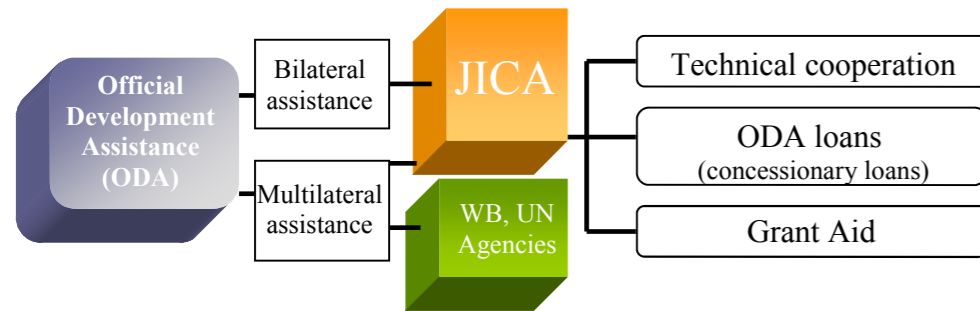 Official
Development
Assistance
(ODA)
Bilateral
assistance
Multilateral
assistance
JICA
WB, UN
Agencies
Technical cooperation
ODA loans
(concessionary loans)
Grant Aid